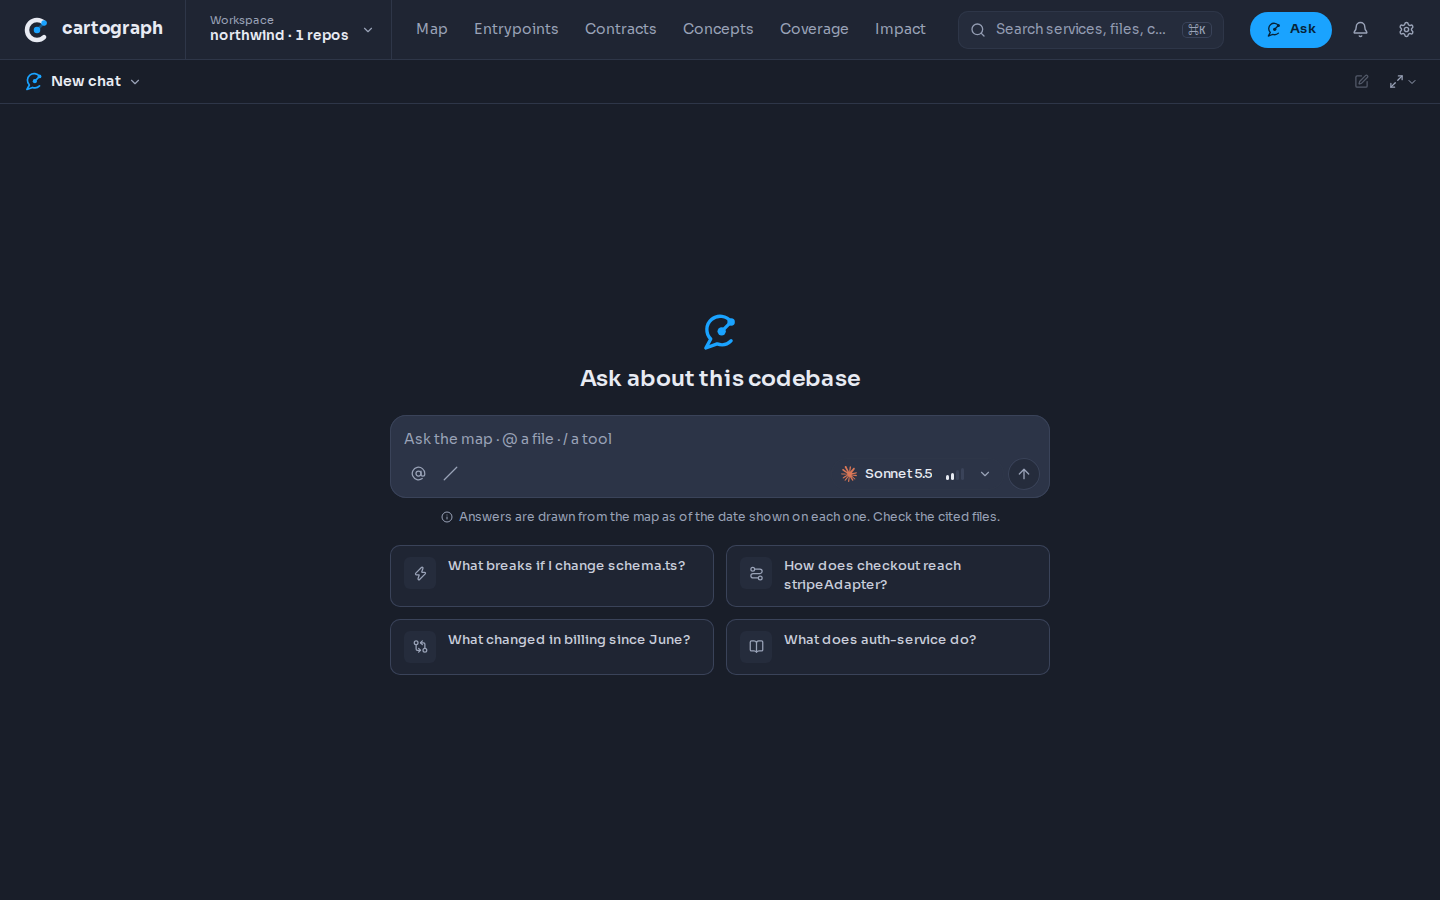 cartograph
Workspace
northwind · 1 repos
Map
Entrypoints
Contracts
Concepts
Coverage
Impact
Search services, files, c...
⌘K
Ask
New chat
Ask about this codebase
Ask the map · @ a file · / a tool
Sonnet 5.5
Answers are drawn from the map as of the date shown on each one. Check the cited files.
What breaks if I change schema.ts?
How does checkout reach
stripeAdapter?
What changed in billing since June?
What does auth-service do?